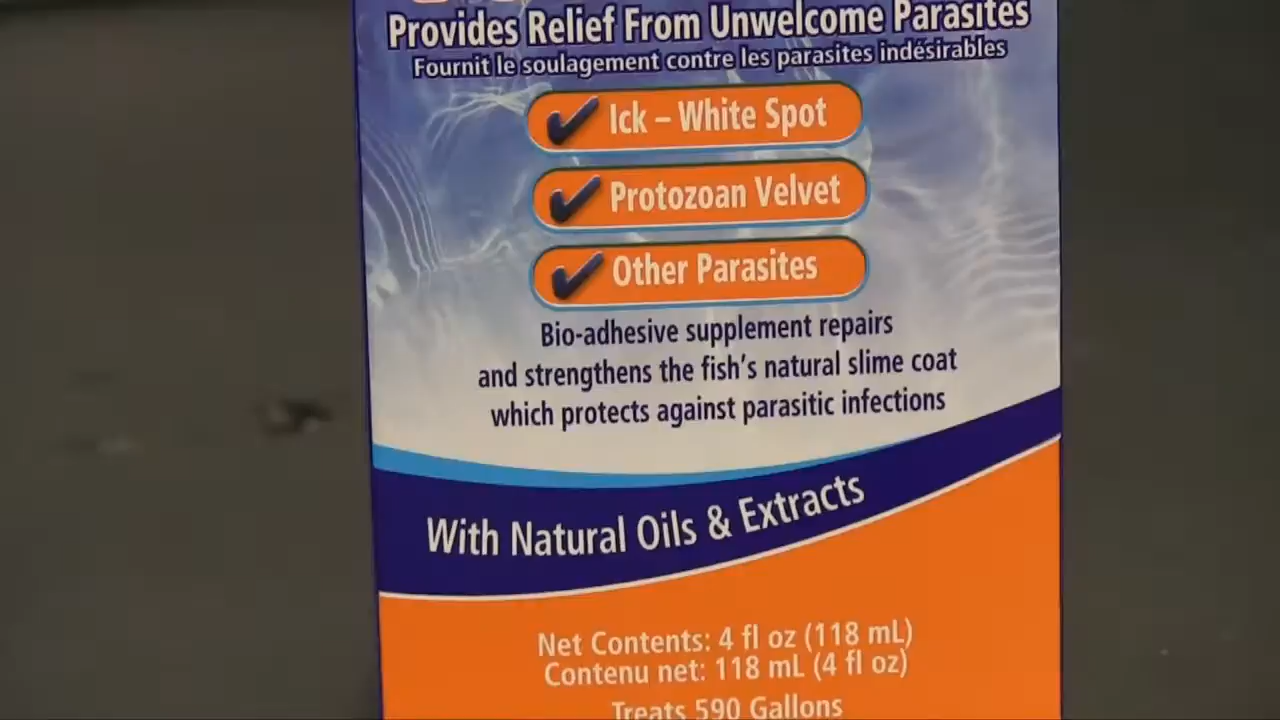 Provides Relief From Unwelcome Parasites
Fournit le soulagement contre les parasites indésirables
Ick – White Spot
Protozoan Velvet
Other Parasites
Bio-adhesive supplement repairs
and strengthens the fish's natural slime coat
which protects against parasitic infections
With Natural Oils & Extracts
Net Contents: 4 fl oz (118 mL)
Contenu net: 118 mL (4 fl oz)
Treats 590 Gallons